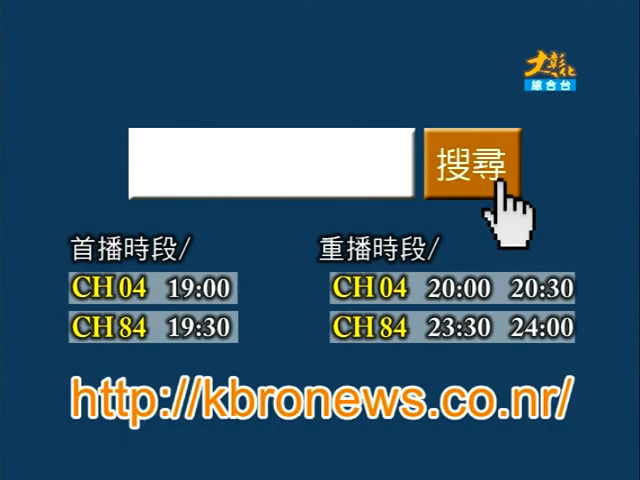 大彰化
綜合台
搜尋
首播時段/
重播時段/
CH04 19:00
CH04 20:00 20:30
CH84 19:30
CH84 23:30 24:00
http://kbronews.co.nr/